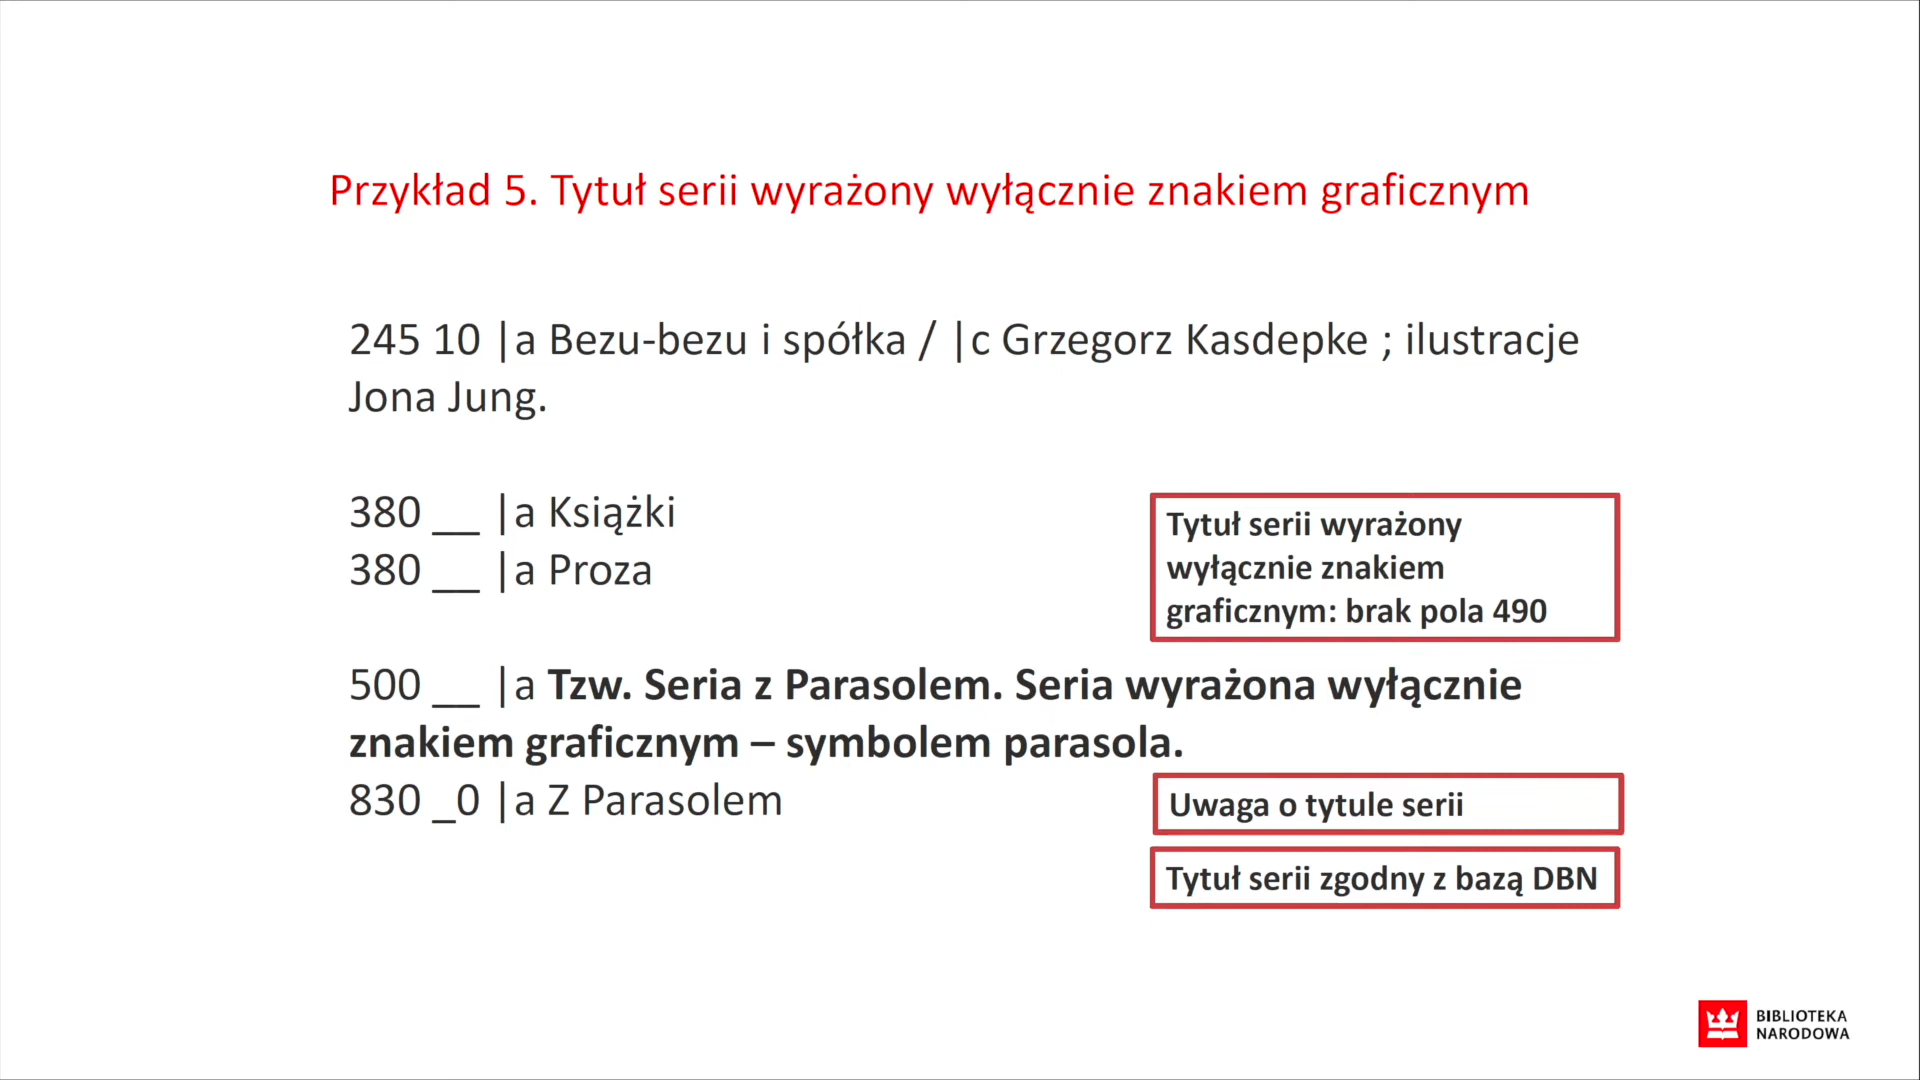 Przykład 5. Tytuł serii wyrażony wyłącznie znakiem graficznym
245 10 |a Bezu-bezu i spółka / |c Grzegorz Kasdepke ; ilustracje
Jona Jung.
380 __ |a Książki
380 __ |a Proza
Tytuł serii wyrażony
wyłącznie znakiem
graficznym: brak pola 490
500 __ |a Tzw. Seria z Parasolem. Seria wyrażona wyłącznie
znakiem graficznym – symbolem parasola.
830 _0 |a Z Parasolem
Uwaga o tytule serii
Tytuł serii zgodny z bazą DBN
BIBLIOTEKA
NARODOWA